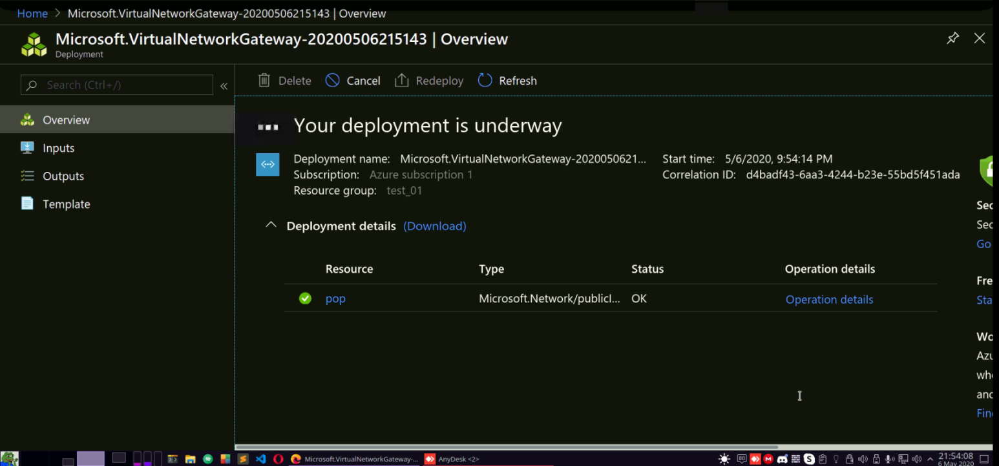 Home > Microsoft.VirtualNetworkGateway-20200506215143 | Overview
Microsoft.VirtualNetworkGateway-20200506215143 | Overview
Deployment
Search (Ctrl+/)
«
Delete Cancel Redeploy Refresh
Overview
Inputs
Outputs
Template
Your deployment is underway
Deployment name: Microsoft.VirtualNetworkGateway-2020050621...
Subscription: Azure subscription 1
Resource group: test_01
Start time: 5/6/2020, 9:54:14 PM
Correlation ID: d4badf43-6aa3-4244-b23e-55bd5f451ada
Deployment details (Download)
Resource Type Status Operation details
pop Microsoft.Network/publicI... OK Operation details
Sec
Sec
Go
Fre
Sta
Wo
Azu
whe
and
Find
Microsoft.VirtualNetworkGateway-...
AnyDesk <2>
21:54:08
6 May 2020